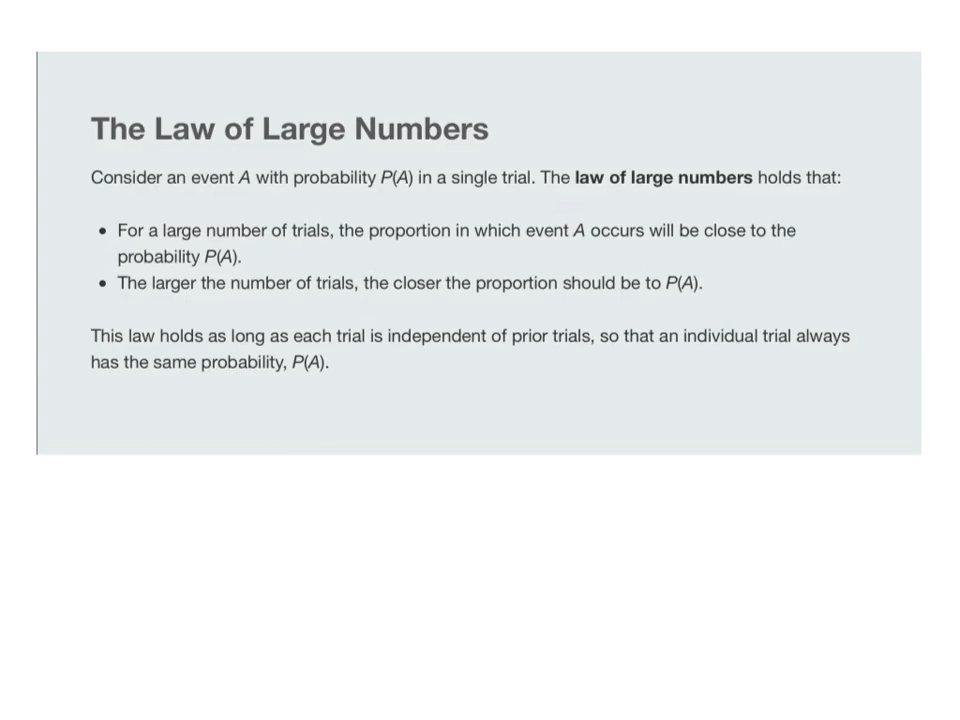 The Law of Large Numbers
Consider an event A with probability P(A) in a single trial. The law of large numbers holds that:
• For a large number of trials, the proportion in which event A occurs will be close to the
probability P(A).
• The larger the number of trials, the closer the proportion should be to P(A).
This law holds as long as each trial is independent of prior trials, so that an individual trial always
has the same probability, P(A).